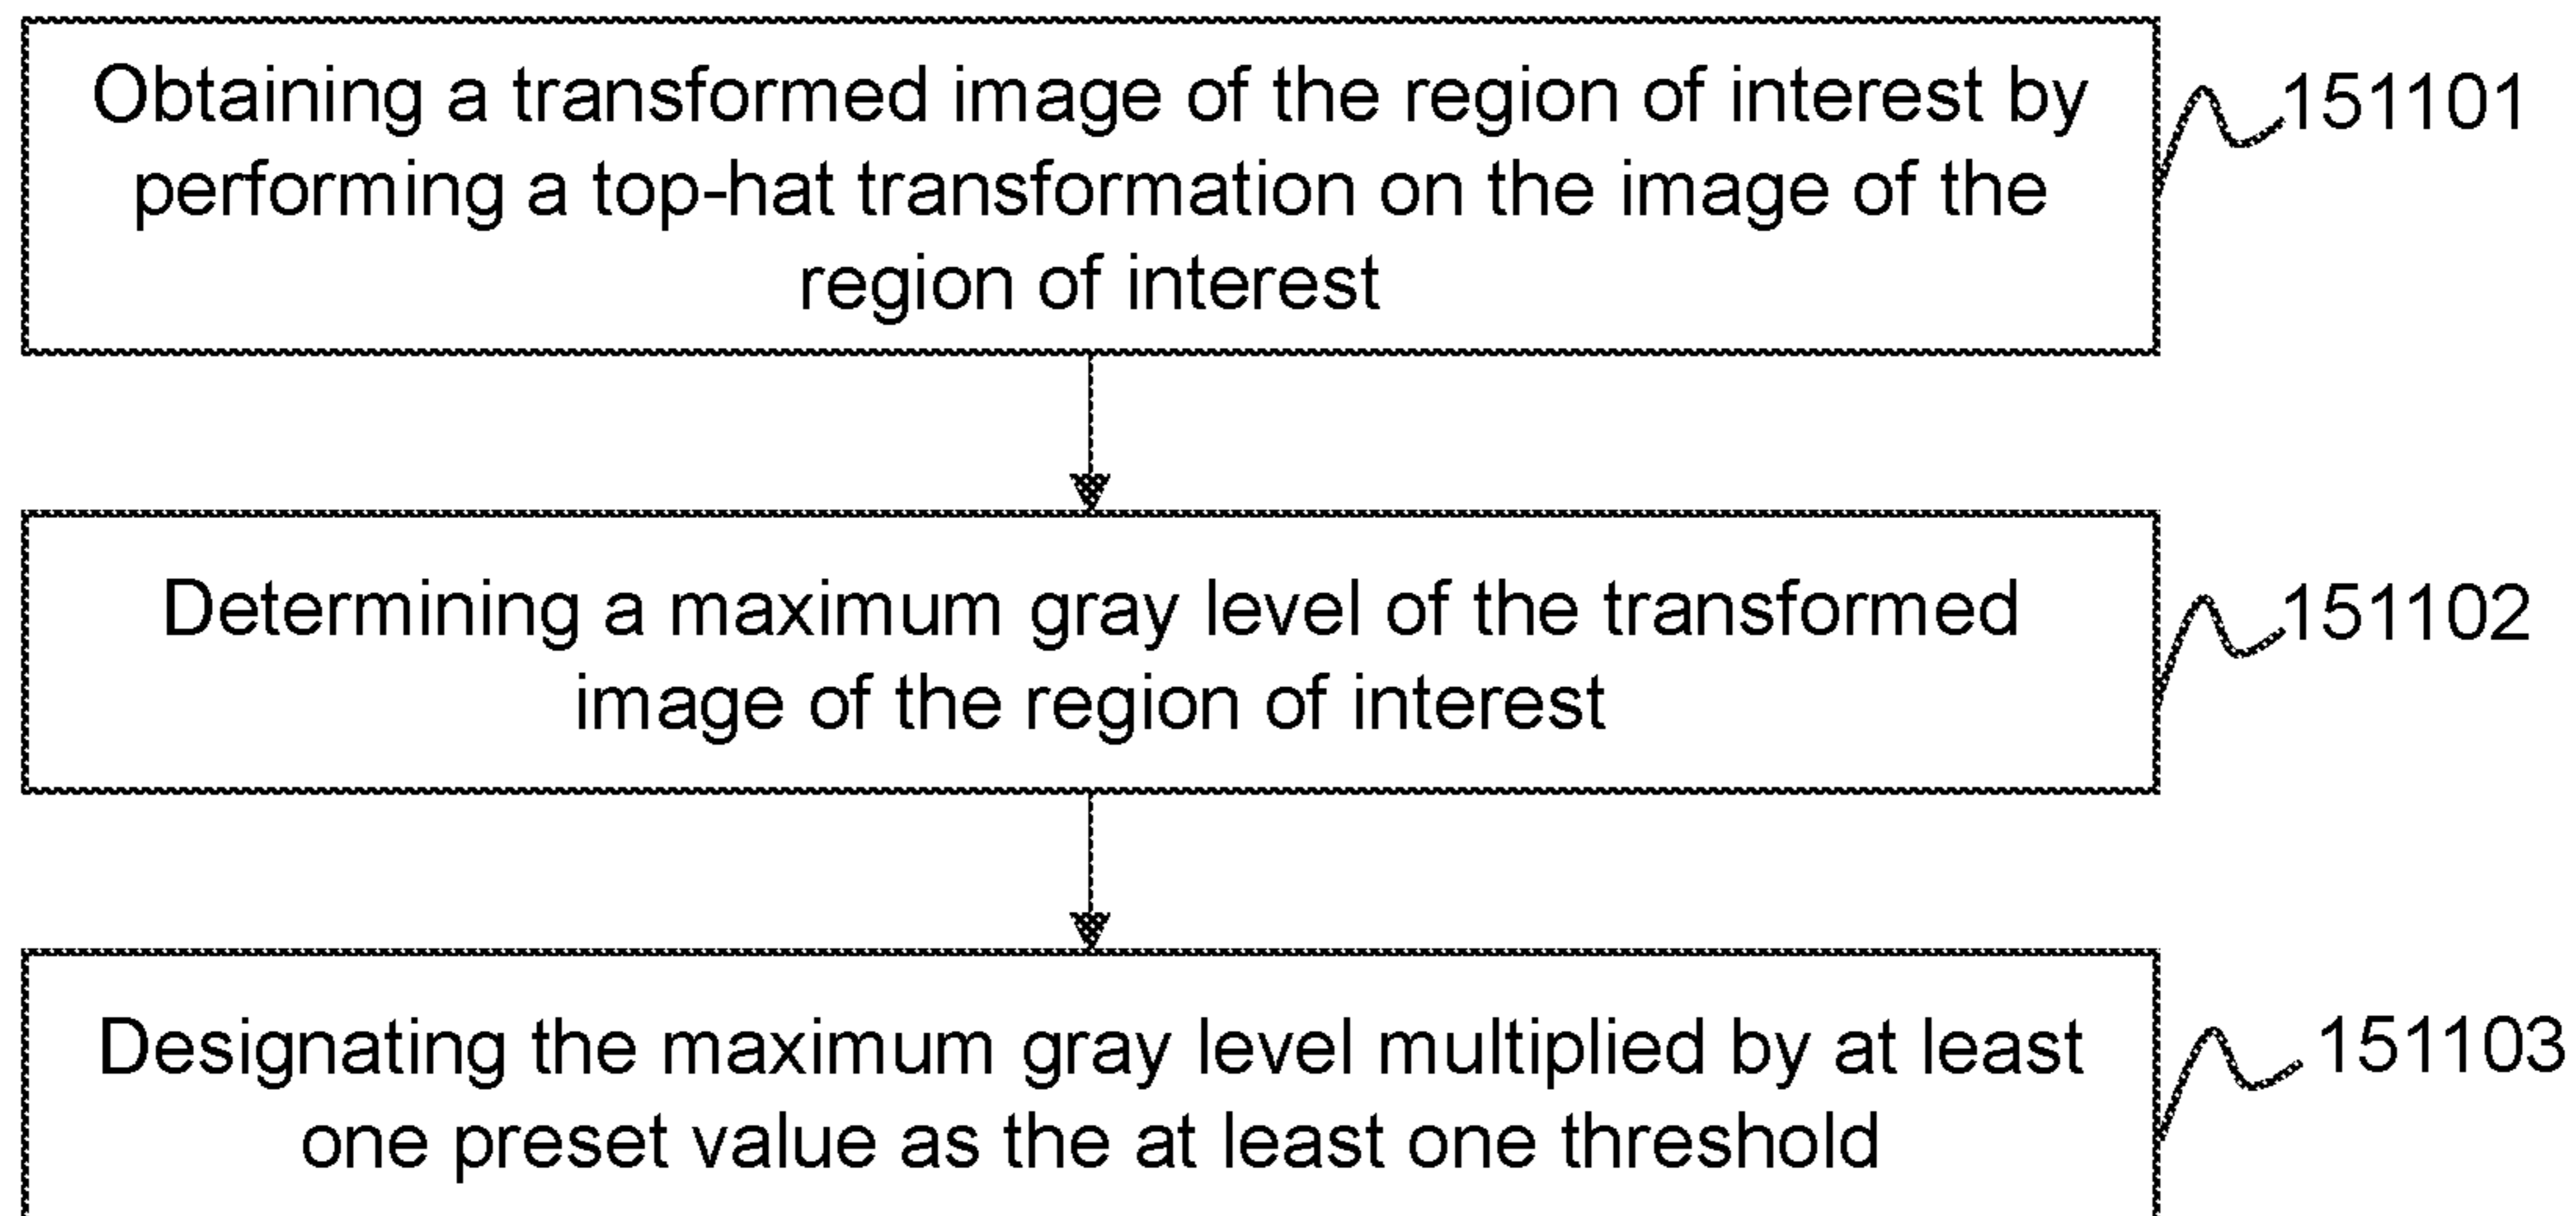 Obtaining a transformed image of the region of interest by
performing a top-hat transformation on the image of the
region of interest
151101
Determining a maximum gray level of the transformed
image of the region of interest
151102
Designating the maximum gray level multiplied by at least
one preset value as the at least one threshold
151103